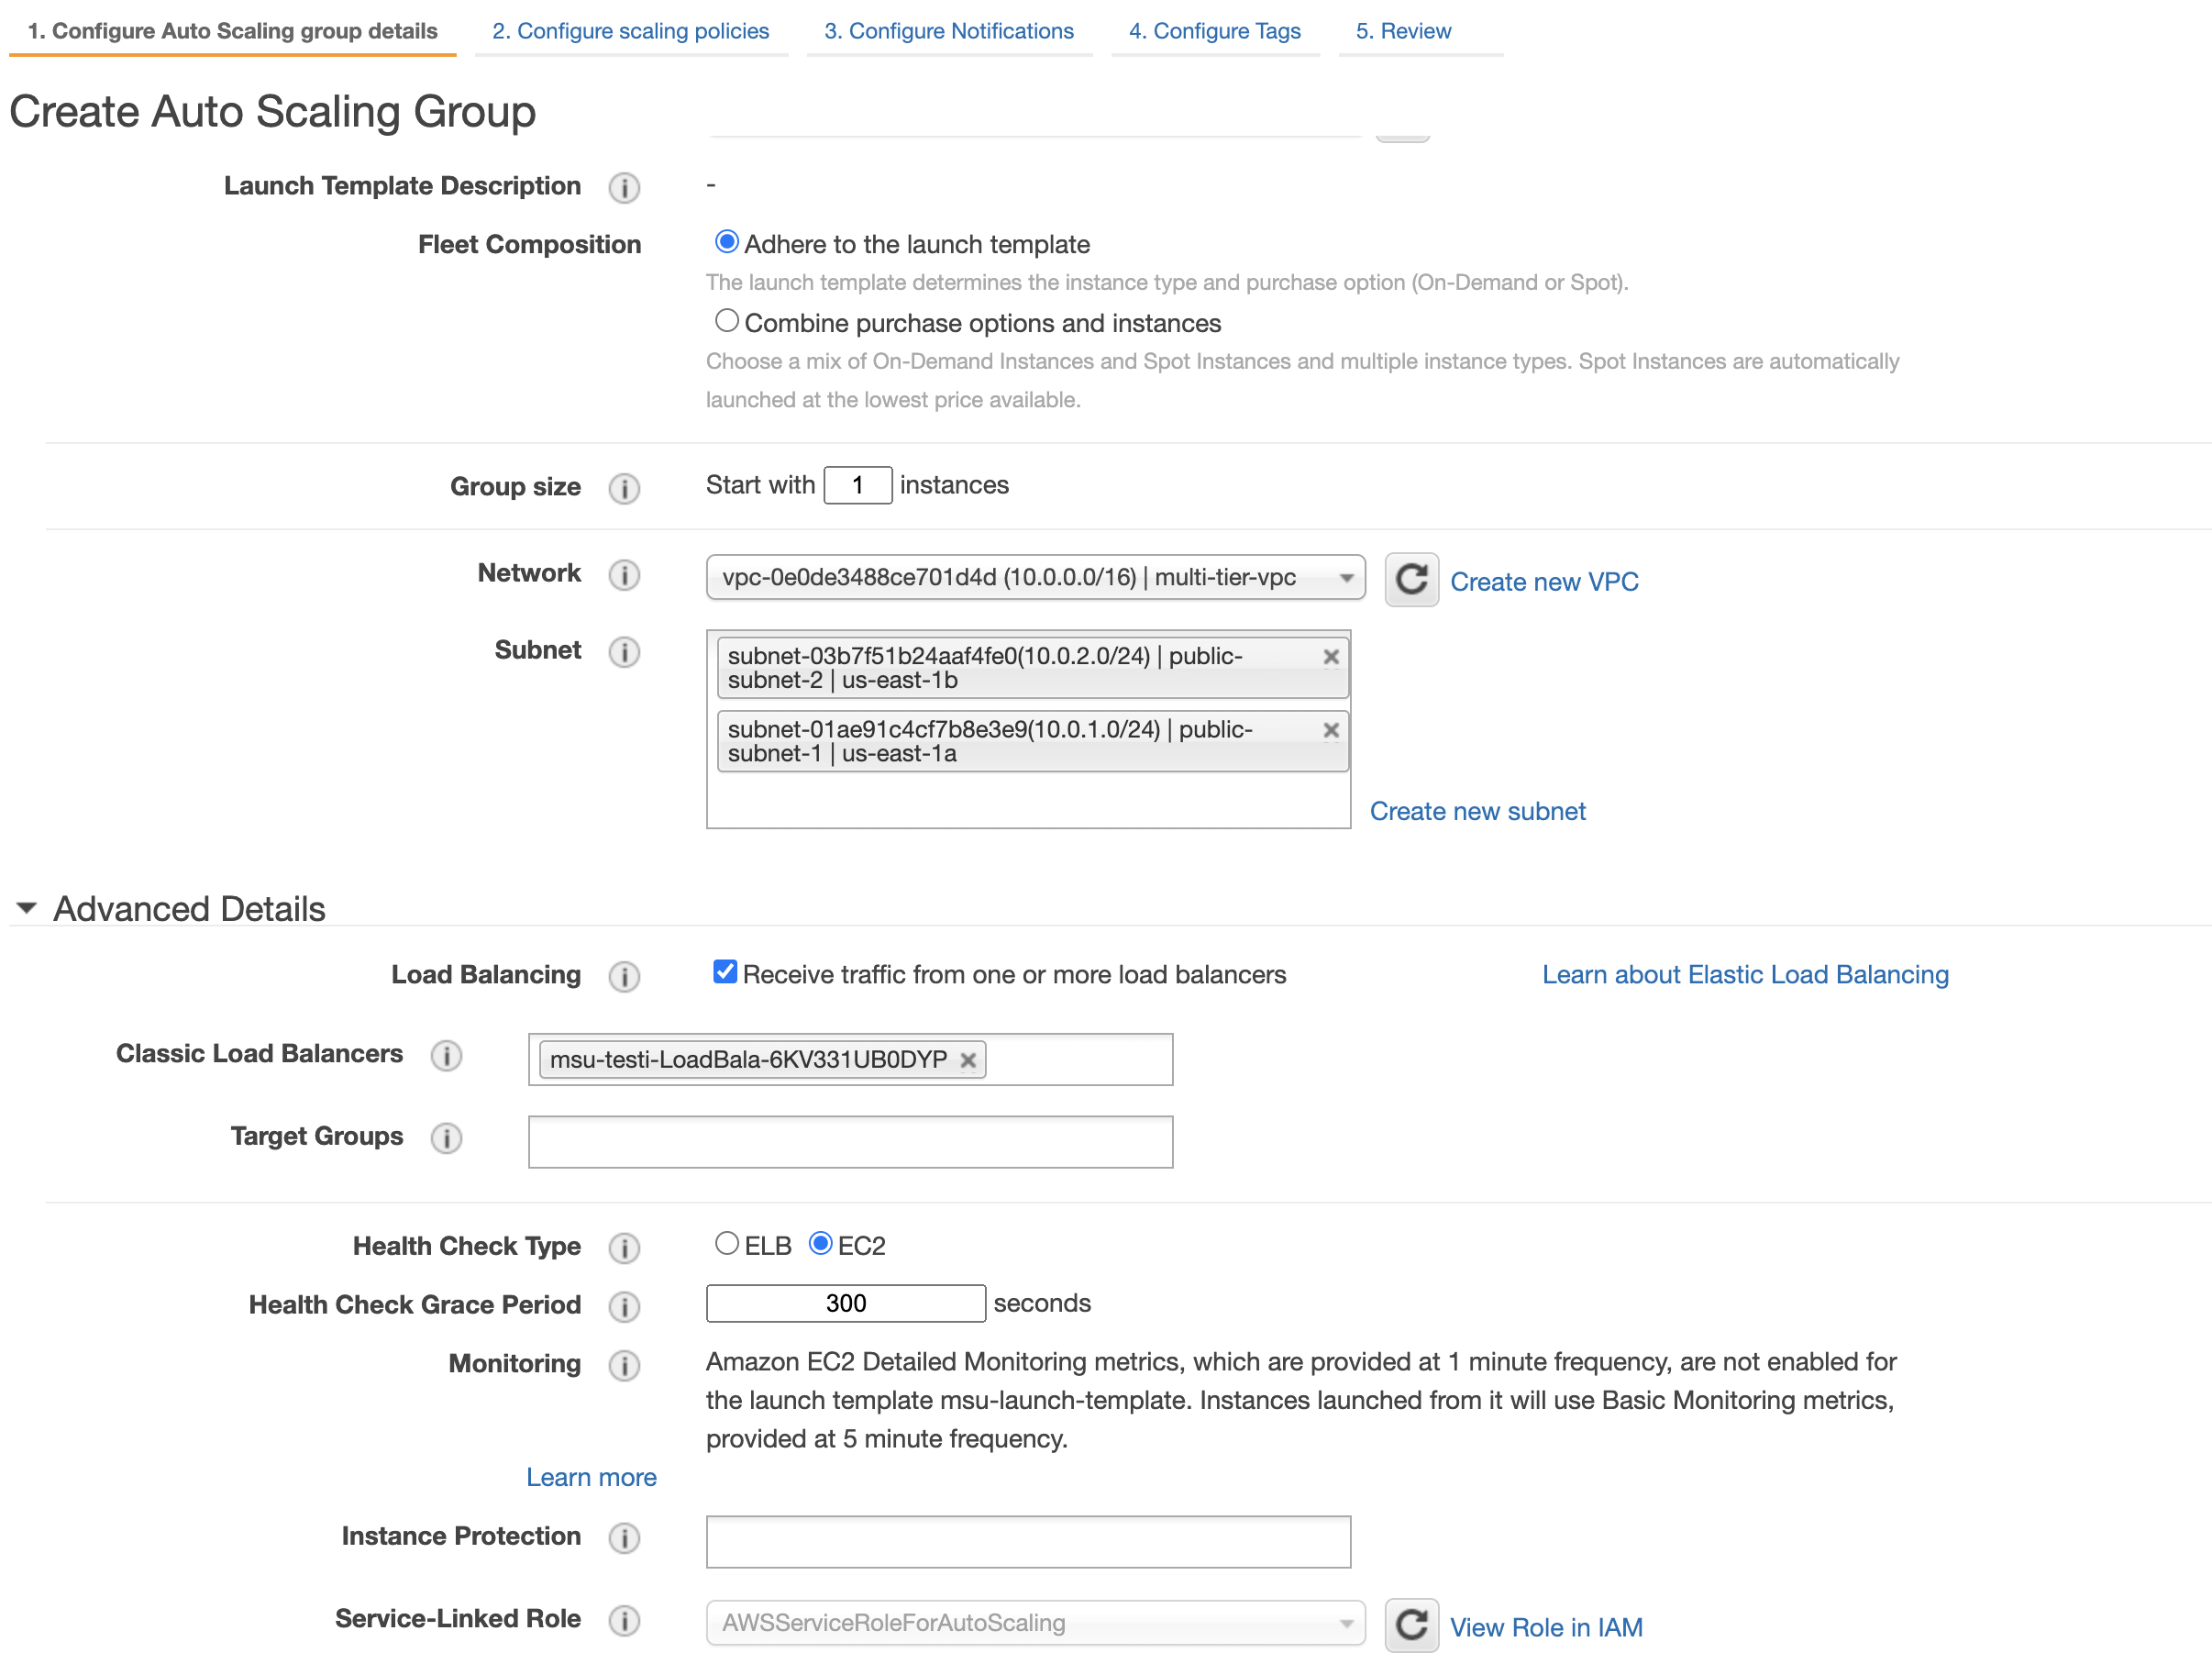 1. Configure Auto Scaling group details 2. Configure scaling policies 3. Configure Notifications 4. Configure Tags 5. Review
Create Auto Scaling Group
Launch Template Description i -
Fleet Composition Adhere to the launch template
The launch template determines the instance type and purchase option (On-Demand or Spot).
Combine purchase options and instances
Choose a mix of On-Demand Instances and Spot Instances and multiple instance types. Spot Instances are automatically
launched at the lowest price available.
Group size i Start with 1 instances
Network i vpc-0e0de3488ce701d4d (10.0.0.0/16) | multi-tier-vpc Create new VPC
Subnet i subnet-03b7f51b24aaf4fe0(10.0.2.0/24) | public-
subnet-2 | us-east-1b
subnet-01ae91c4cf7b8e3e9(10.0.1.0/24) | public-
subnet-1 | us-east-1a
Create new subnet
Advanced Details
Load Balancing i Receive traffic from one or more load balancers Learn about Elastic Load Balancing
Classic Load Balancers i msu-testi-LoadBala-6KV331UB0DYP
Target Groups i
Health Check Type i ELB EC2
Health Check Grace Period i 300 seconds
Monitoring i Amazon EC2 Detailed Monitoring metrics, which are provided at 1 minute frequency, are not enabled for
the launch template msu-launch-template. Instances launched from it will use Basic Monitoring metrics,
provided at 5 minute frequency.
Learn more
Instance Protection i
Service-Linked Role i AWSServiceRoleForAutoScaling View Role in IAM